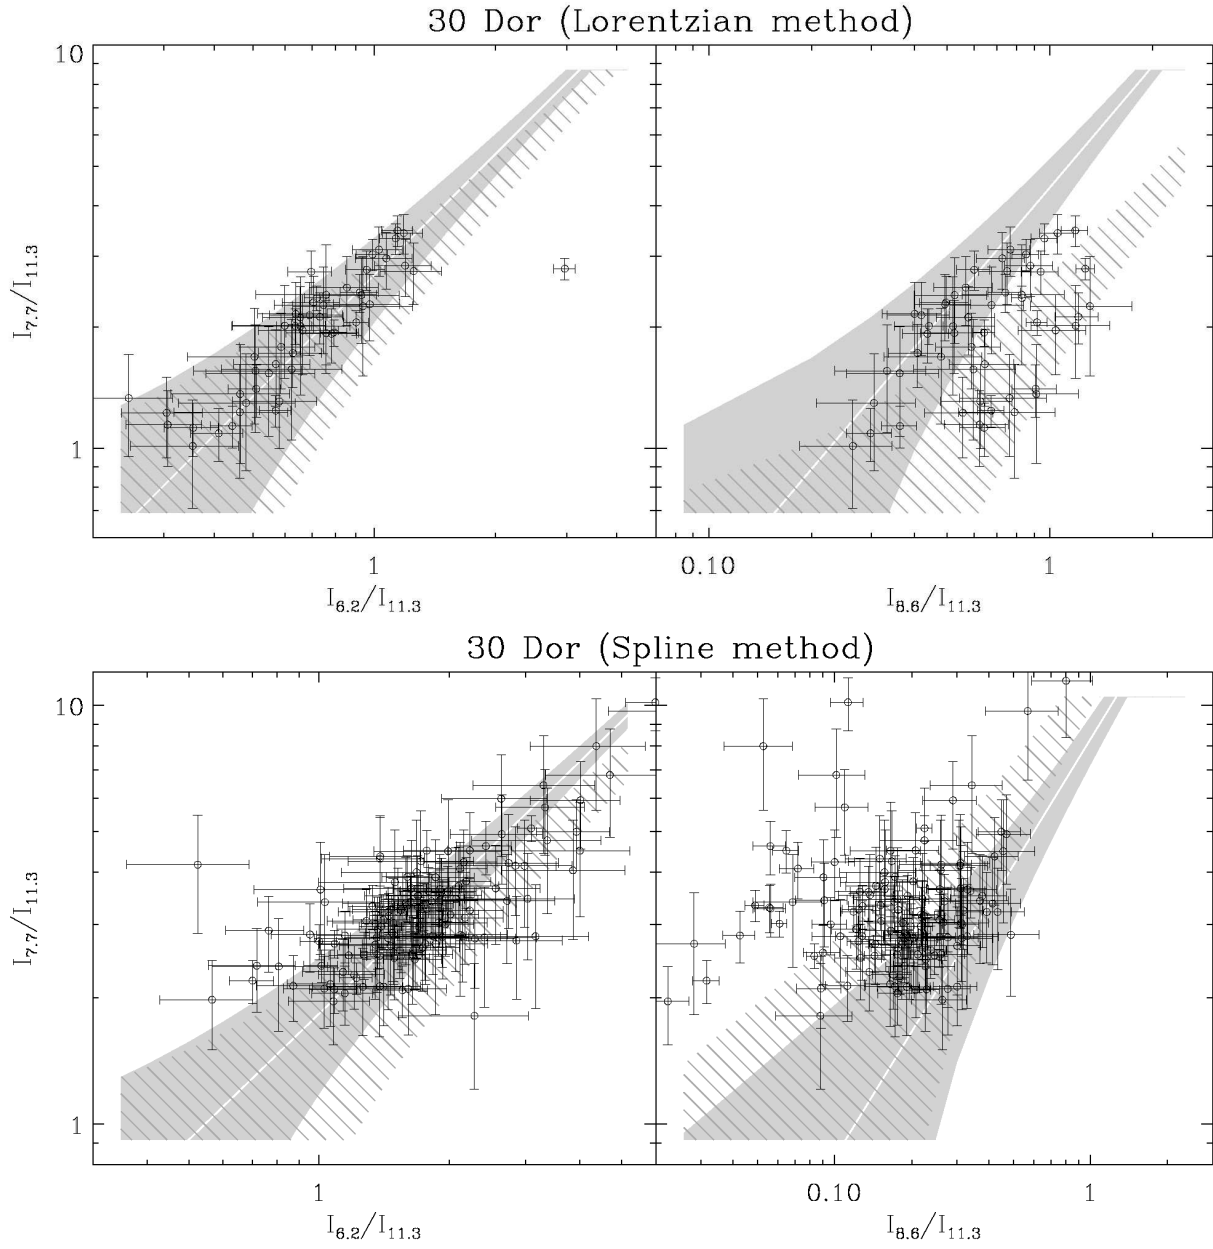 30 Dor (Lorentzian method)
10
I7.7/I11.3
1
1
0.10
1
I6.2/I11.3
I8.6/I11.3
30 Dor (Spline method)
10
I7.7/I11.3
1
1
0.10
1
I6.2/I11.3
I8.6/I11.3